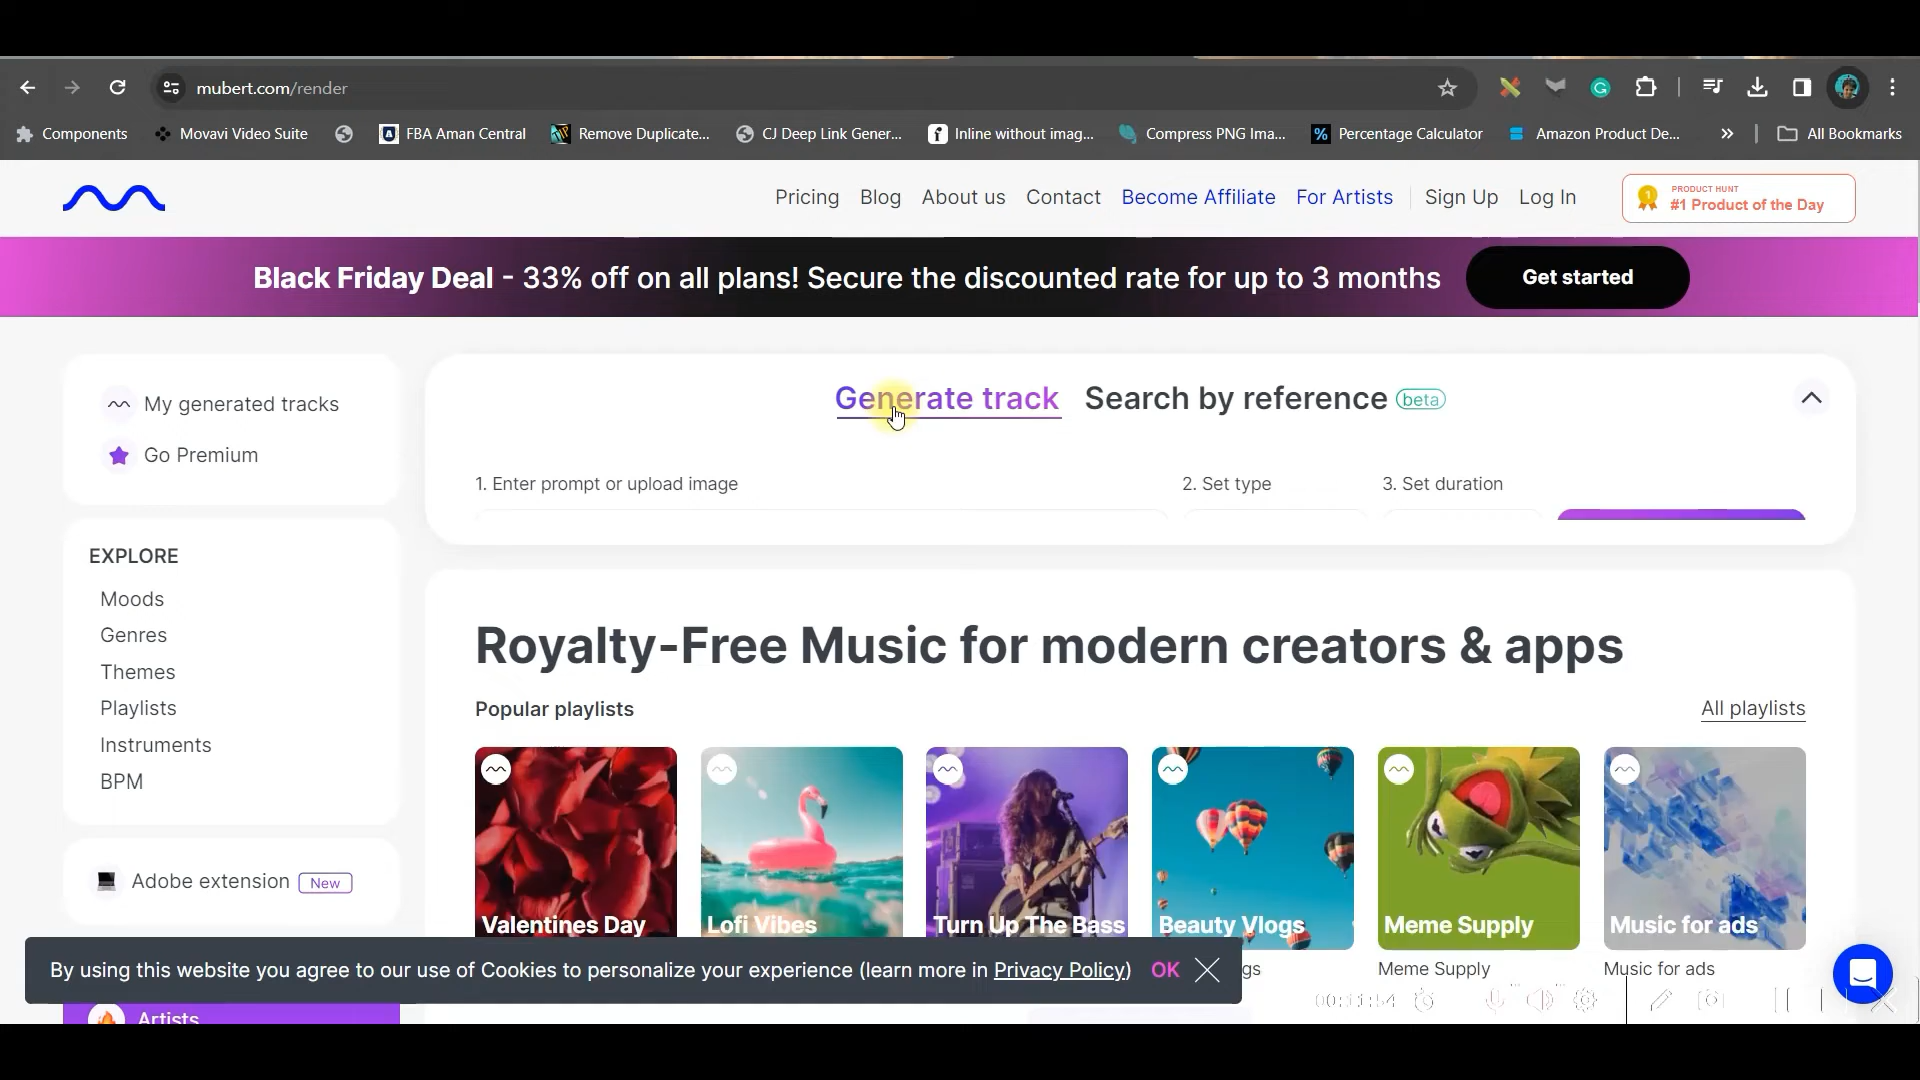 mubert.com/render
Components
Movavi Video Suite
FBA Aman Central
Remove Duplicate...
CJ Deep Link Gener...
Inline without imag...
Compress PNG Ima...
Percentage Calculator
Amazon Product De...
»
All Bookmarks
Pricing
Blog
About us
Contact
Become Affiliate
For Artists
Sign Up
Log In
PRODUCT HUNT
#1 Product of the Day
Black Friday Deal - 33% off on all plans! Secure the discounted rate for up to 3 months
Get started
My generated tracks
Go Premium
Generate track
Search by reference beta
1. Enter prompt or upload image
2. Set type
3. Set duration
EXPLORE
Moods
Genres
Themes
Playlists
Instruments
BPM
Adobe extension New
Artists
Royalty-Free Music for modern creators & apps
Popular playlists
All playlists
Valentines Day
Lofi Vibes
Turn Up The Bass
Beauty Vlogs
Meme Supply
Music for ads
gs
Meme Supply
Music for ads
By using this website you agree to our use of Cookies to personalize your experience (learn more in Privacy Policy)
OK